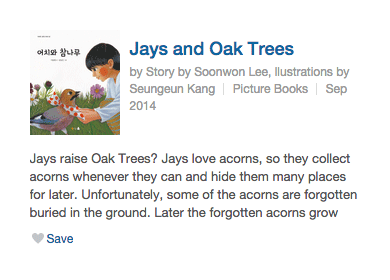 어치와 참나무
Jays and Oak Trees
by Story by Soonwon Lee, llustrations by
Seungeun Kang | Picture Books | Sep
2014
Jays raise Oak Trees? Jays love acorns, so they collect
acorns whenever they can and hide them many places
for later. Unfortunately, some of the acorns are forgotten
buried in the ground. Later the forgotten acorns grow
Save